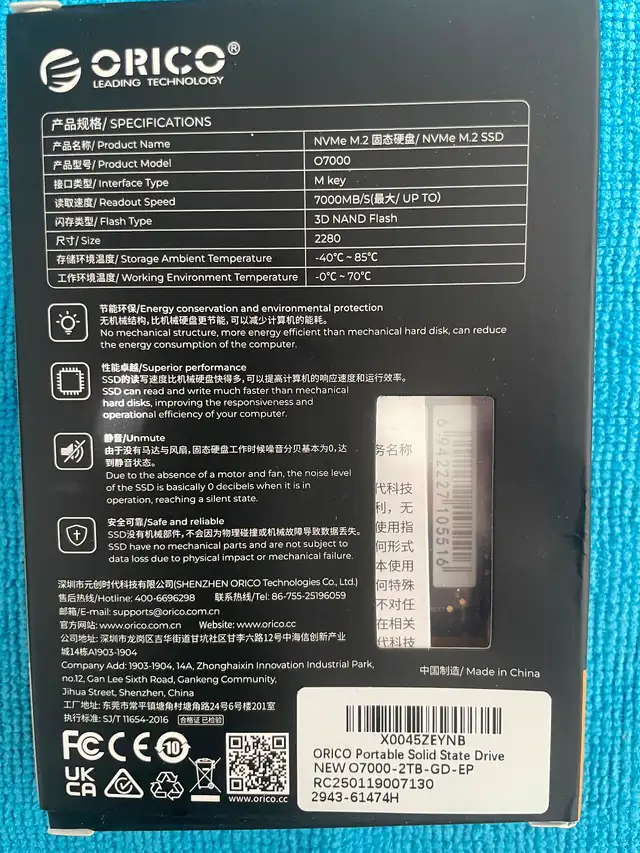 ORICO®
LEADING TECHNOLOGY
产品规格/ SPECIFICATIONS
产品名称/ Product Name NVMe M.2 固态硬盘/ NVMe M.2 SSD
产品型号/ Product Model O7000
接口类型/ Interface Type M key
读取速度/ Readout Speed 7000MB/S(最大/ UP TO)
闪存类型/ Flash Type 3D NAND Flash
尺寸/ Size 2280
存储环境温度/ Storage Ambient Temperature -40℃ ~ 85℃
工作环境温度/ Working Environment Temperature -0℃ ~ 70℃
节能环保/Energy conservation and environmental protection
无机械结构，比机械硬盘更节能，可以减少计算机的能耗。
No mechanical structure, more energy efficient than mechanical hard disk, can reduce
the energy consumption of the computer.
性能卓越/Superior performance
SSD的读写速度比机械硬盘快得多，可以提高计算机的响应速度和运行效率。
SSD can read and write much faster than mechanical
hard disks, improving the responsiveness and
operational efficiency of your computer.
静音/Unmute
由于没有马达与风扇，固态硬盘工作时候噪音分贝基本为0，达
到静音状态。
Due to the absence of a motor and fan, the noise level
of the SSD is basically 0 decibels when it is in
operation, reaching a silent state.
安全可靠/Safe and reliable
SSD没有机械部件，不会因为物理碰撞或机械故障导致数据丢失。
SSD have no mechanical parts and are not subject to
data loss due to physical impact or mechanical failure.
务名称
代科技
利，无
使用指
何形式
本使用
何特殊
不对任
在相关
代科技
6942227105516
深圳市元创时代科技有限公司(SHENZHEN ORICO Technologies Co., Ltd.)
售后热线/Hotline: 400-6696298 联系热线/Tel: 86-755-25196059
邮箱/E-mail: supports@orico.com.cn
官方网站: www.orico.com.cn Website: www.orico.cc
公司地址: 深圳市龙岗区吉华街道甘坑社区甘李六路12号中海信创新产业
城14栋A1903-1904
Company Add: 1903-1904, 14A, Zhonghaixin Innovation Industrial Park,
no.12, Gan Lee Sixth Road, Gankeng Community,
Jihua Street, Shenzhen, China
工厂地址: 东莞市常平镇塘角村塘角路24号6号楼201室
执行标准: SJ/T 11654-2016 合格证 已检验
中国制造/ Made in China
FC CE 10
UK
CA
www.orico.cc
X0045ZEYNB
ORICO Portable Solid State Drive
NEW O7000-2TB-GD-EP
RC250119007130
2943-61474H